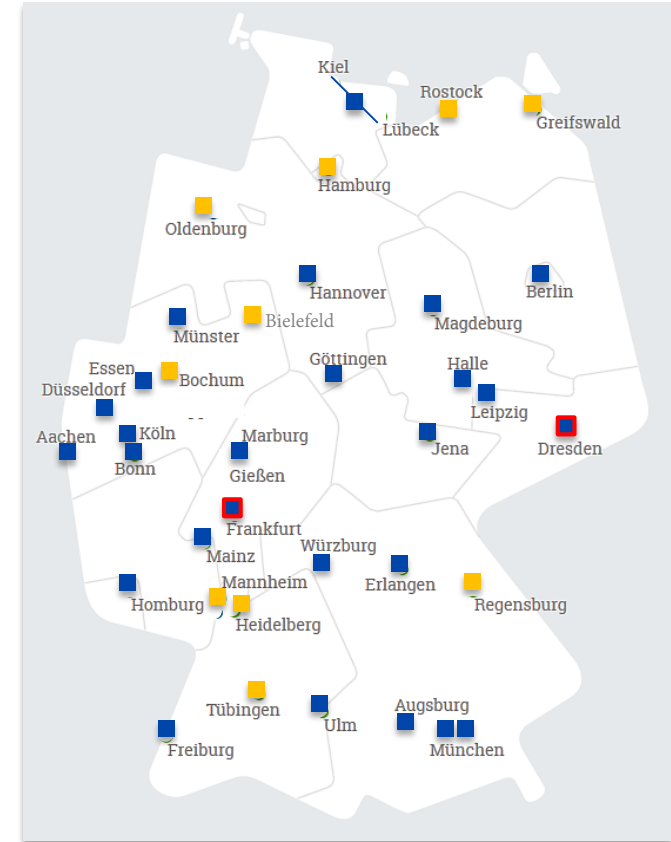 Kiel
Rostock
Lübeck
Greifswald
Hamburg
Oldenburg
Hannover
Berlin
Bielefeld
Magdeburg
Münster
Göttingen
Halle
Essen
Bochum
Düsseldorf
Leipzig
Aachen
Köln
Marburg
Jena
Dresden
Bonn
Gießen
Frankfurt
Würzburg
Mainz
Mannheim
Erlangen
Homburg
Regensburg
Heidelberg
Tübingen
Augsburg
Ulm
Freiburg
München